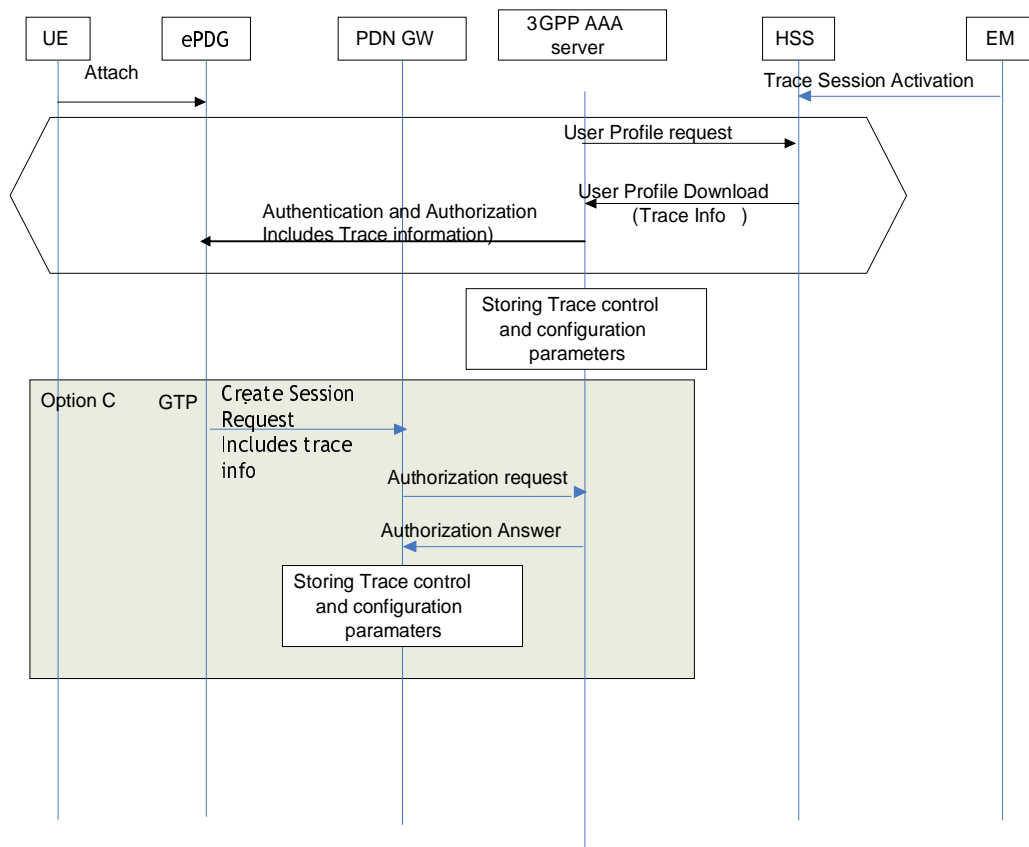 UE
ePDG
PDN GW
3GPP AAA
server
HSS
EM
Attach
Trace Session Activation
User Profile request
User Profile Download
(Trace Info )
Authentication and Authorization
Includes Trace information)
Storing Trace control
and configuration
parameters
Option C
GTP
Create Session
Request
Includes trace
info
Authorization request
Authorization Answer
Storing Trace control
and configuration
paramaters